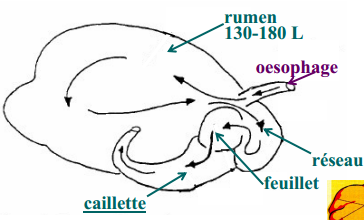 rumen
130-180 L
oesophage
réseau
feuillet
caillette